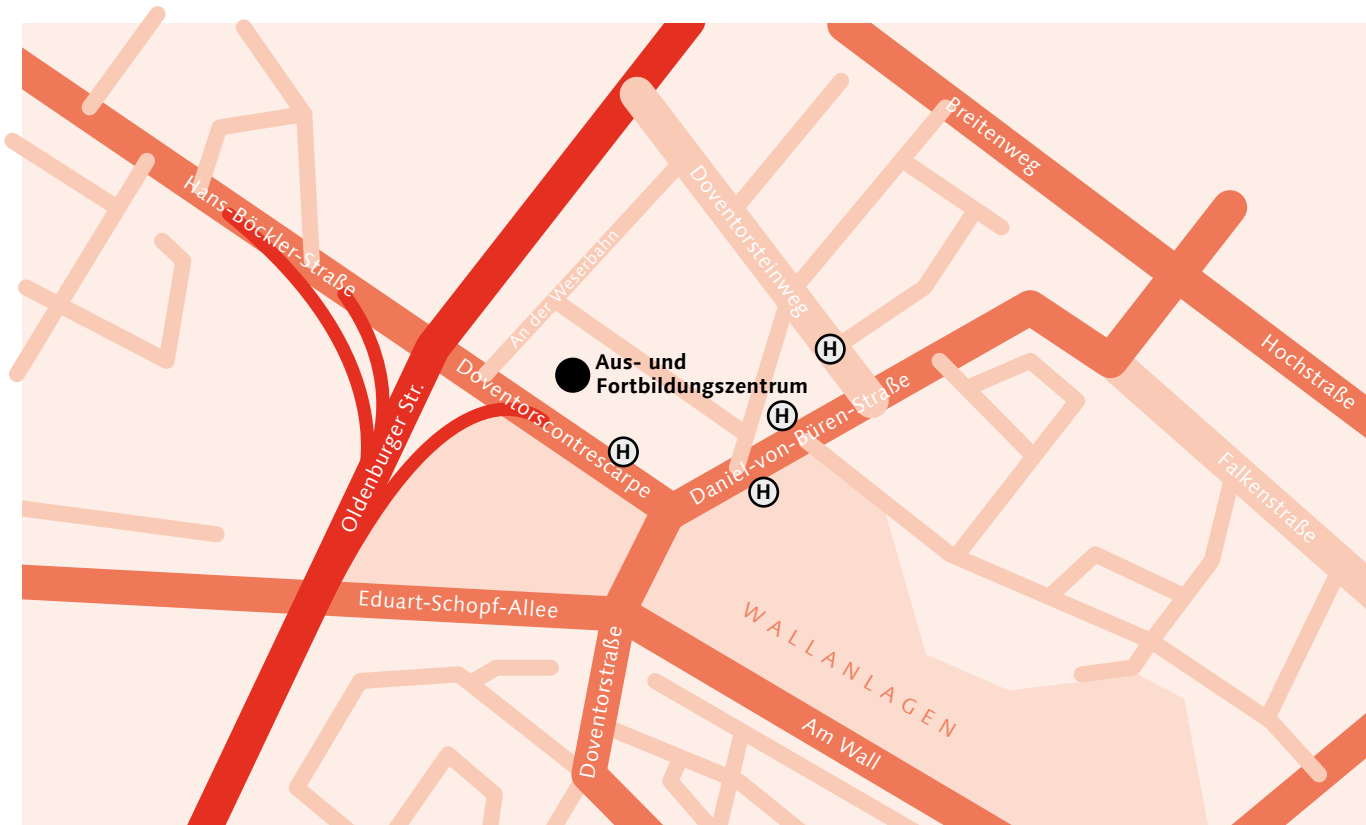 Breitenweg
Hans-Böckler-Straße
Doventorsteinweg
An der Weserbahn
H
Aus- und
Fortbildungszentrum
Hochstraße
Doventorscontrescarpe
Oldenburger Str.
H
H
Daniel-von-Büren-Straße
H
Falkenstraße
Eduart-Schopf-Allee
WALLANLAGEN
Doventorstraße
Am Wall